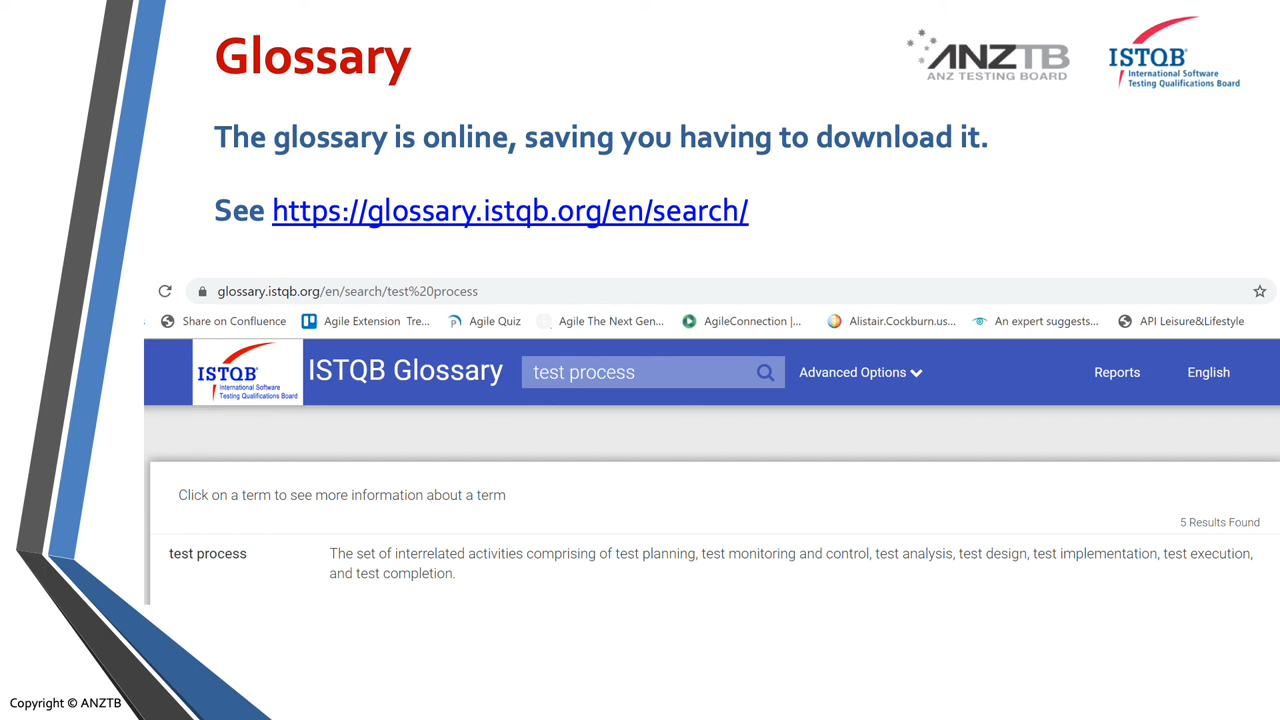 Glossary
ANZTB
ANZ TESTING BOARD
ISTQB®
International Software
Testing Qualifications Board
The glossary is online, saving you having to download it.
See https://glossary.istqb.org/en/search/
glossary.istqb.org/en/search/test%20process
Share on Confluence Agile Extension Tre... Agile Quiz Agile The Next Gen... AgileConnection |... Alistair.Cockburn.us... An expert suggests... API Leisure&Lifestyle
ISTQB®
International Software
Testing Qualifications Board
ISTQB Glossary test process Advanced Options Reports English
Click on a term to see more information about a term
5 Results Found
test process The set of interrelated activities comprising of test planning, test monitoring and control, test analysis, test design, test implementation, test execution,
and test completion.
Copyright © ANZTB